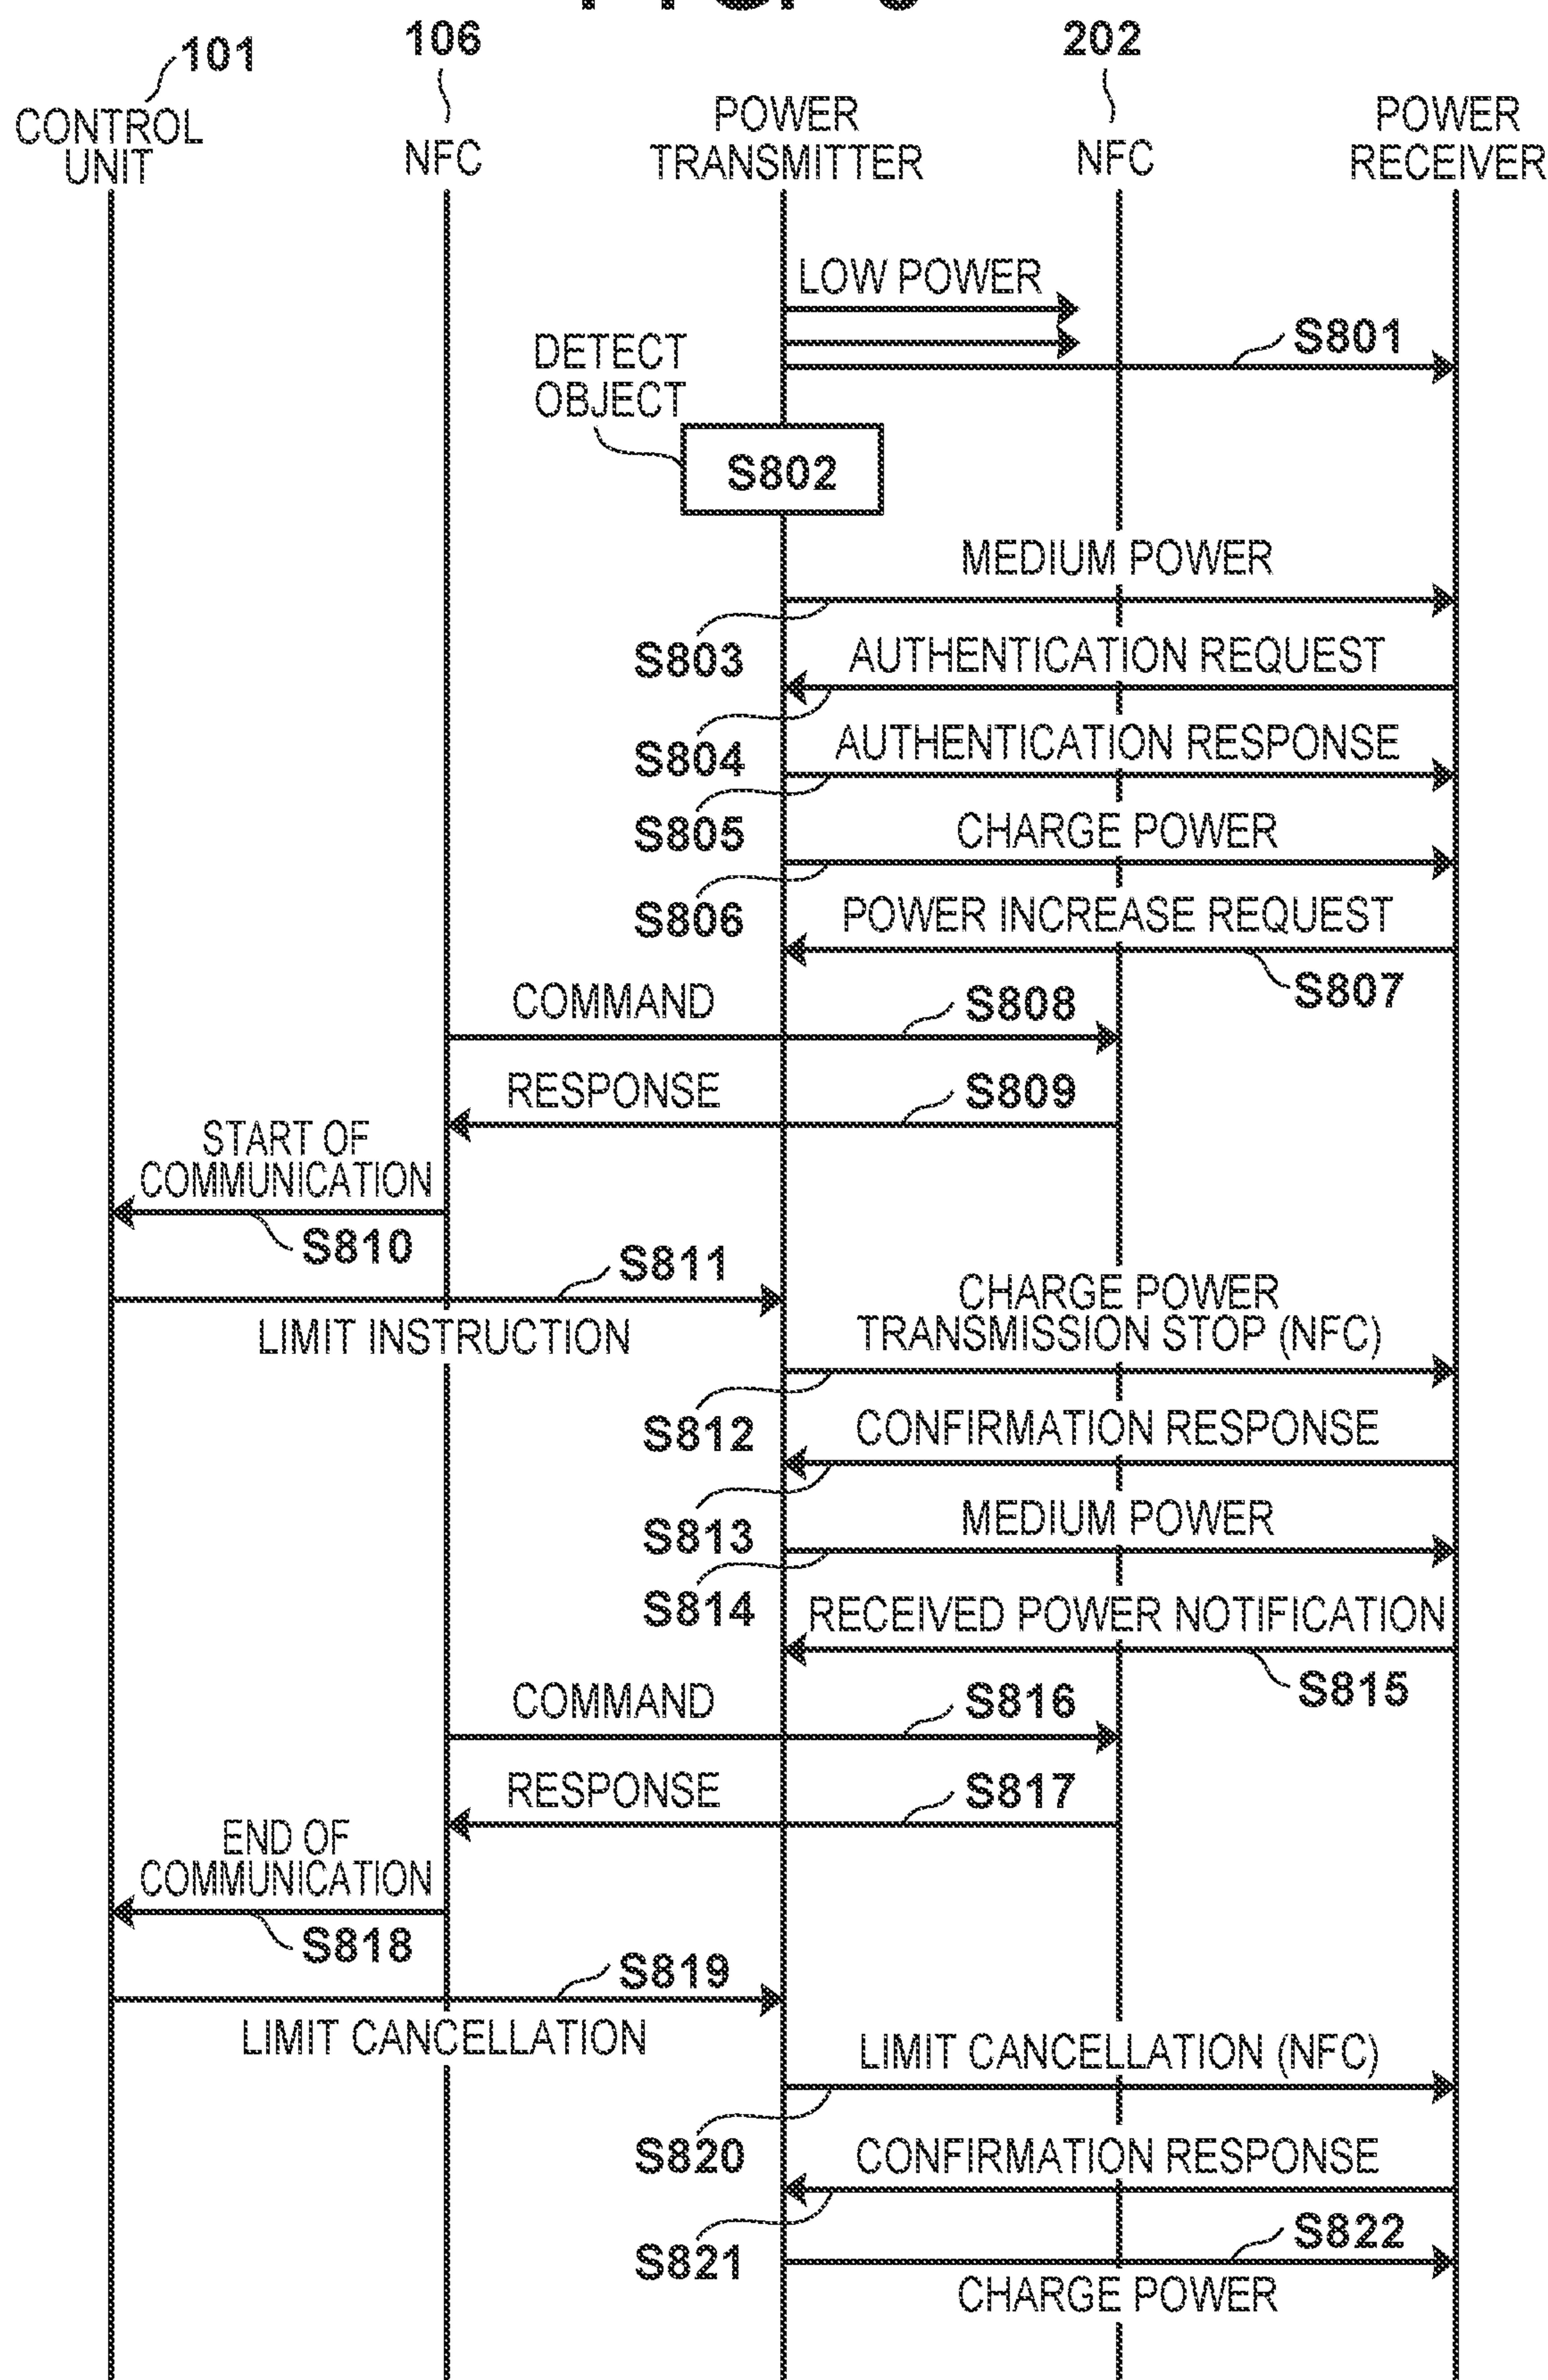 101
106
202
CONTROL
UNIT
NFC
POWER
TRANSMITTER
NFC
POWER
RECEIVER
LOW POWER
S801
DETECT
OBJECT
S802
MEDIUM POWER
S803
AUTHENTICATION REQUEST
S804
AUTHENTICATION RESPONSE
S805
CHARGE POWER
S806
POWER INCREASE REQUEST
S807
COMMAND
S808
RESPONSE
S809
START OF
COMMUNICATION
S810
S811
LIMIT INSTRUCTION
CHARGE POWER
TRANSMISSION STOP (NFC)
S812
CONFIRMATION RESPONSE
S813
MEDIUM POWER
S814
RECEIVED POWER NOTIFICATION
S815
COMMAND
S816
RESPONSE
S817
END OF
COMMUNICATION
S818
S819
LIMIT CANCELLATION
LIMIT CANCELLATION (NFC)
S820
CONFIRMATION RESPONSE
S821
S822
CHARGE POWER